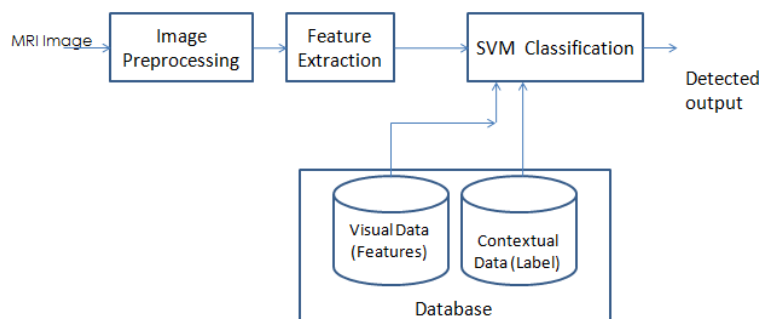 MRI Image
Image
Preprocessing
Feature
Extraction
SVM Classification
Detected
output
Visual Data
(Features)
Contextual
Data (Label)
Database